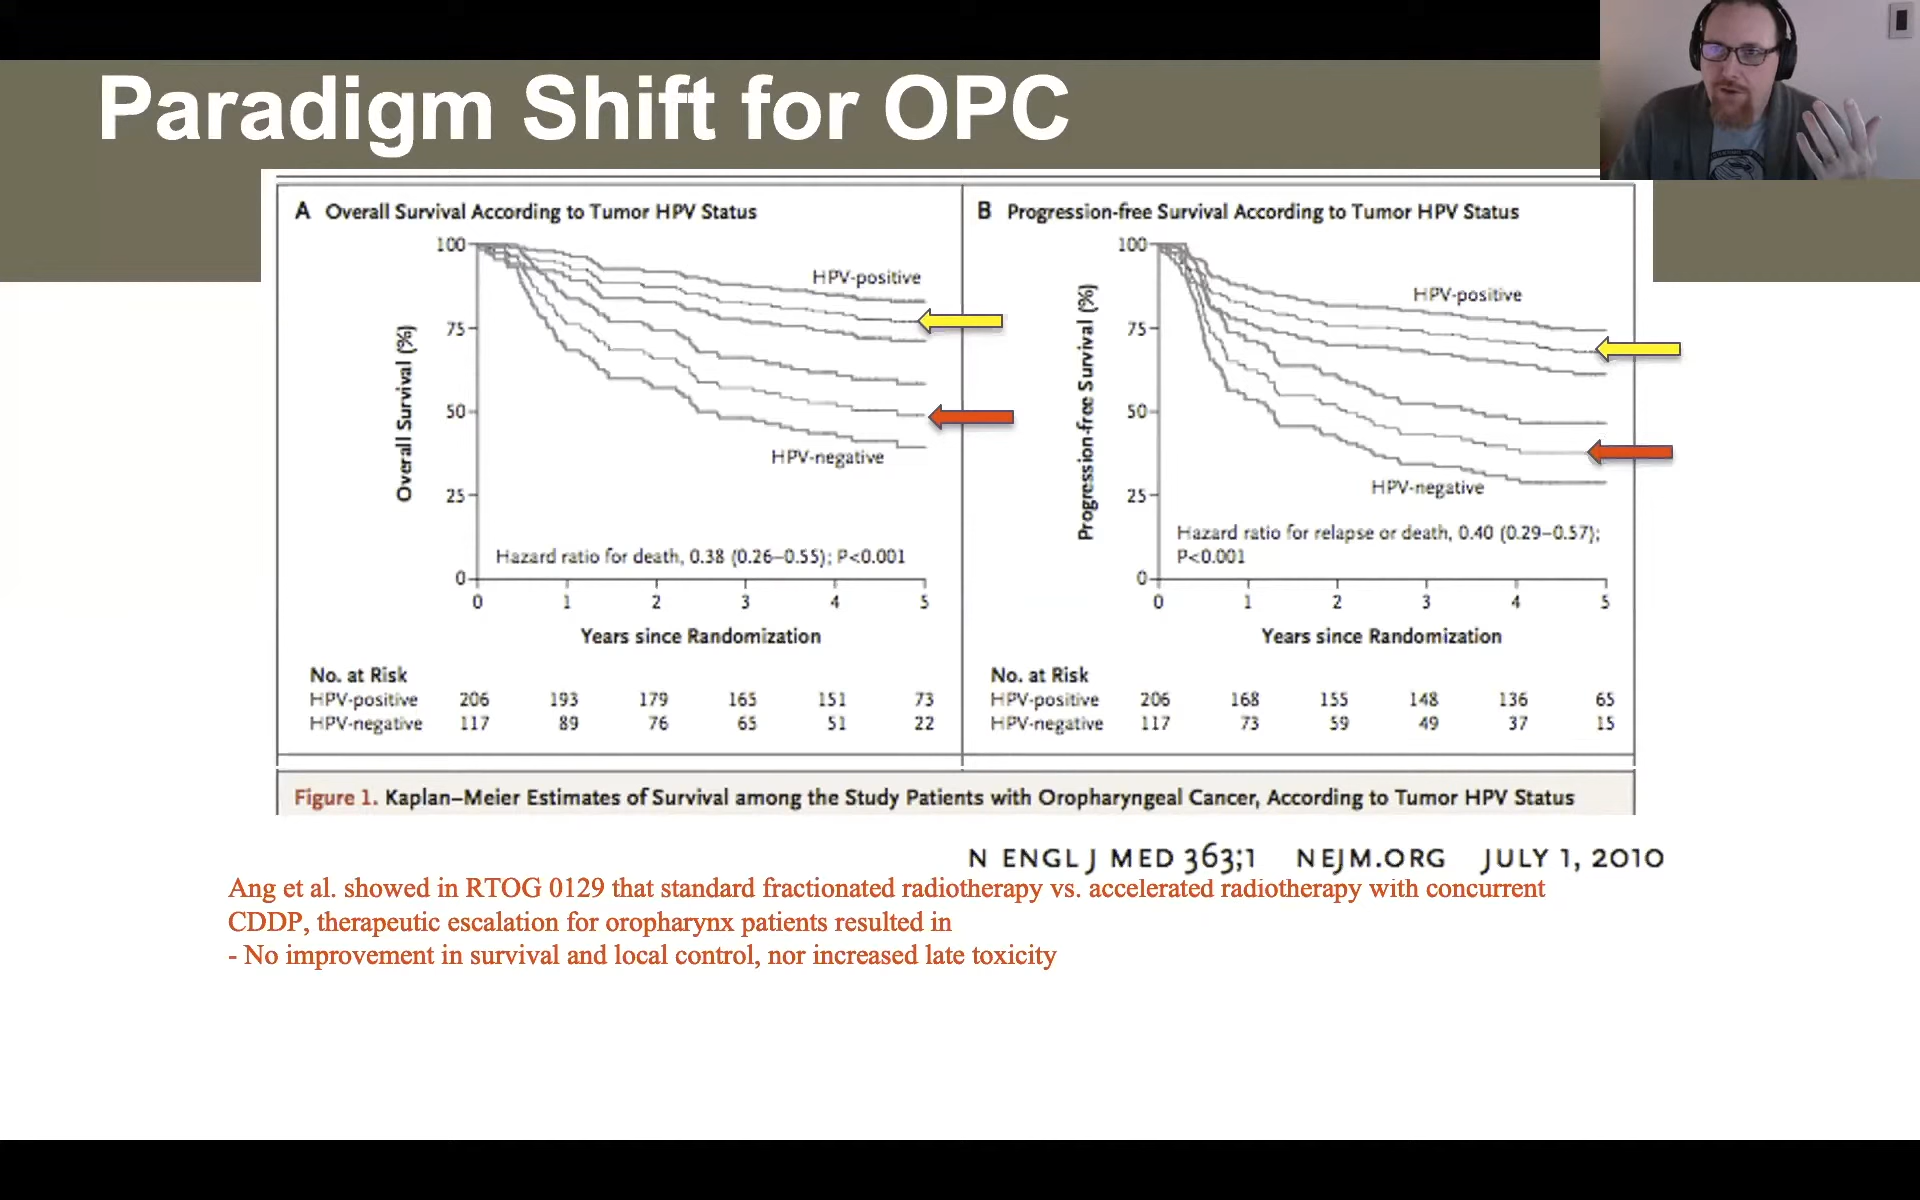 Paradigm Shift for OPC
A Overall Survival According to Tumor HPV Status
Overall Survival (%)
100
75
50
25
0
HPV-positive
HPV-negative
Hazard ratio for death, 0.38 (0.26–0.55); P<0.001
0 1 2 3 4 5
Years since Randomization
No. at Risk
HPV-positive 206 193 179 165 151 73
HPV-negative 117 89 76 65 51 22
B Progression-free Survival According to Tumor HPV Status
Progression-free Survival (%)
100
75
50
25
0
HPV-positive
HPV-negative
Hazard ratio for relapse or death, 0.40 (0.29–0.57);
P<0.001
0 1 2 3 4 5
Years since Randomization
No. at Risk
HPV-positive 206 168 155 148 136 65
HPV-negative 117 73 59 49 37 15
Figure 1. Kaplan–Meier Estimates of Survival among the Study Patients with Oropharyngeal Cancer, According to Tumor HPV Status
N ENGL J MED 363;1 NEJM.ORG JULY 1, 2010
Ang et al. showed in RTOG 0129 that standard fractionated radiotherapy vs. accelerated radiotherapy with concurrent
CDDP, therapeutic escalation for oropharynx patients resulted in
- No improvement in survival and local control, nor increased late toxicity